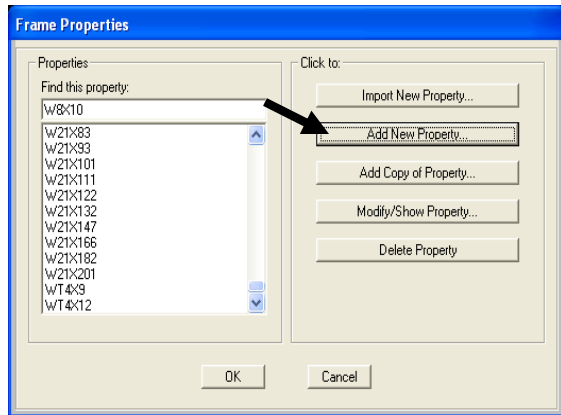 Frame Properties
Properties
Find this property:
W8X10
W21X83
W21X93
W21X101
W21X111
W21X122
W21X132
W21X147
W21X166
W21X182
W21X201
WT4X9
WT4X12
Click to:
Import New Property...
Add New Property...
Add Copy of Property...
Modify/Show Property...
Delete Property
OK
Cancel